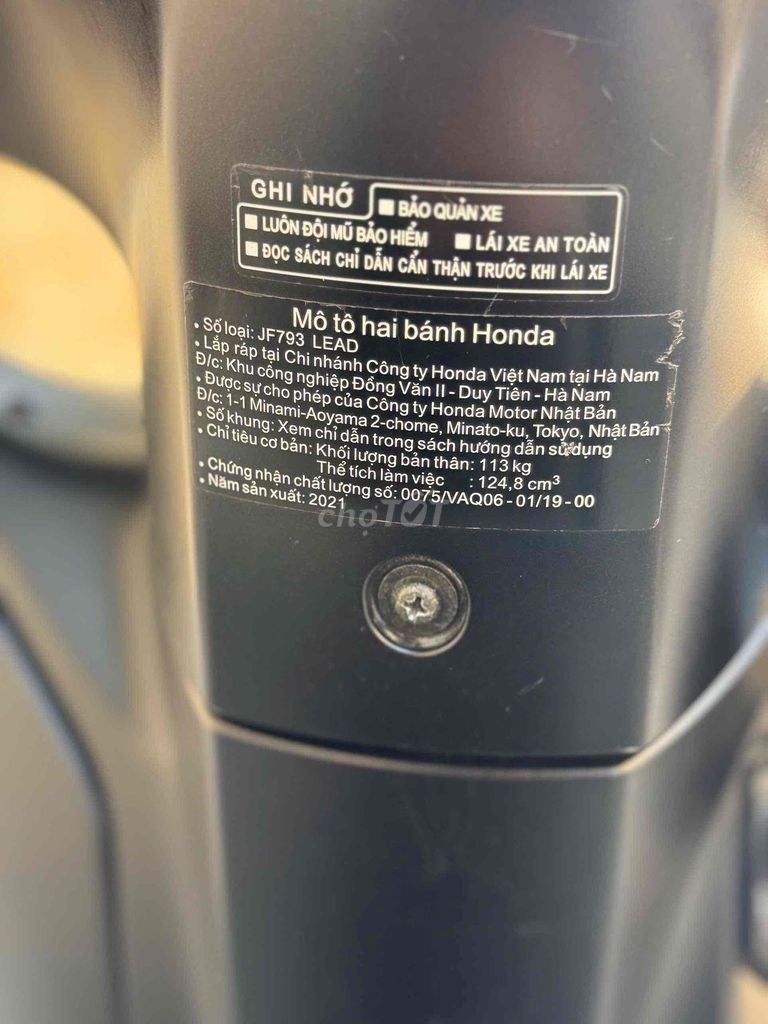 GHI NHỚ ■ BẢO QUẢN XE
■ LUÔN ĐỘI MŨ BẢO HIỂM ■ LÁI XE AN TOÀN
■ ĐỌC SÁCH CHỈ DẪN CẨN THẬN TRƯỚC KHI LÁI XE
Mô tô hai bánh Honda
• Số loại: JF793 LEAD
• Lắp ráp tại Chi nhánh Công ty Honda Việt Nam tại Hà Nam
Đ/c: Khu công nghiệp Đồng Văn II - Duy Tiên - Hà Nam
• Được sự cho phép của Công ty Honda Motor Nhật Bản
Đ/c: 1-1 Minami-Aoyama 2-chome, Minato-ku, Tokyo, Nhật Bản
• Số khung: Xem chỉ dẫn trong sách hướng dẫn sử dụng
• Chỉ tiêu cơ bản: Khối lượng bản thân: 113 kg
Thể tích làm việc : 124,8 cm³
• Chứng nhận chất lượng số: 0075/VAQ06 - 01/19 - 00
• Năm sản xuất: 2021
chợTỐT